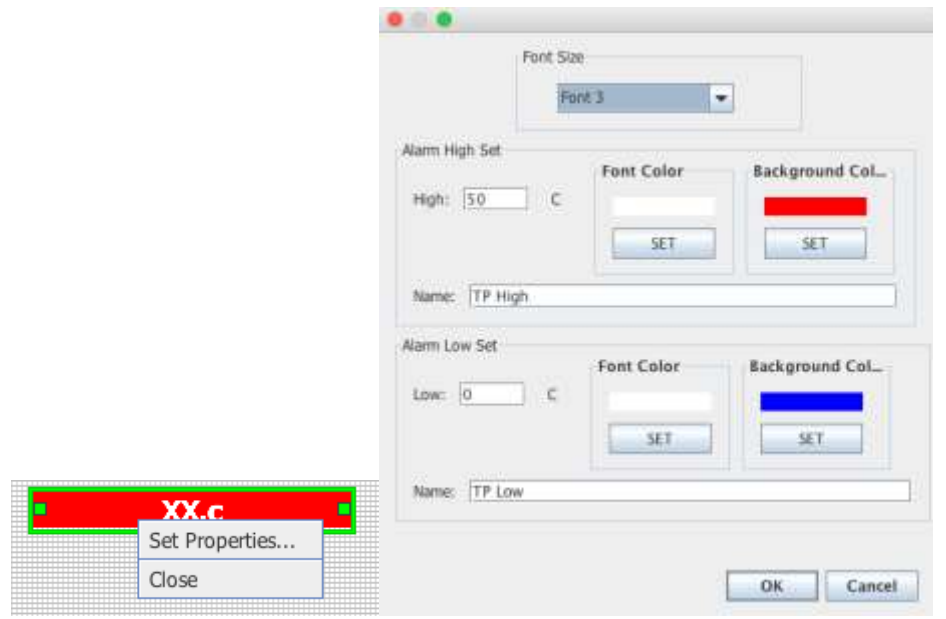 XX.c
Set Properties...
Close
Font Size
Font 3
Alarm High Set
Font Color
Background Col...
High: 50 C
SET
SET
Name: TP High
Alarm Low Set
Font Color
Background Col...
Low: 0 C
SET
SET
Name: TP Low
OK
Cancel